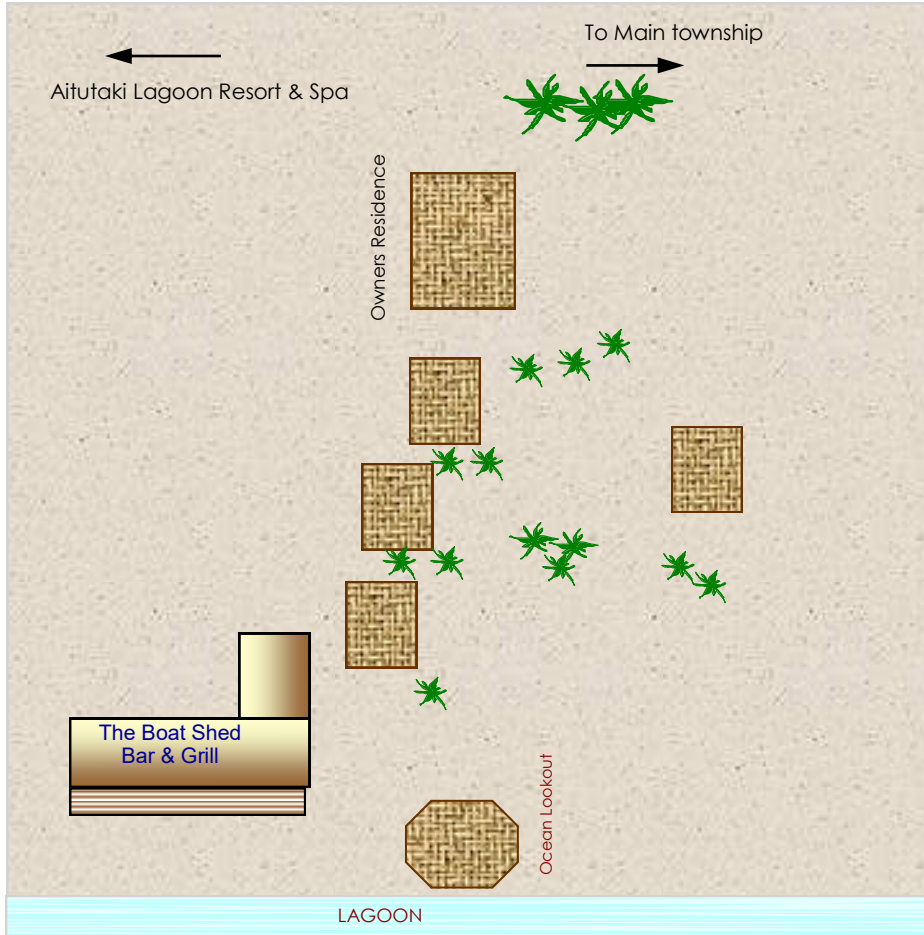 To Main township
Aitutaki Lagoon Resort & Spa
Owners Residence
The Boat Shed
Bar & Grill
Ocean Lookout
LAGOON